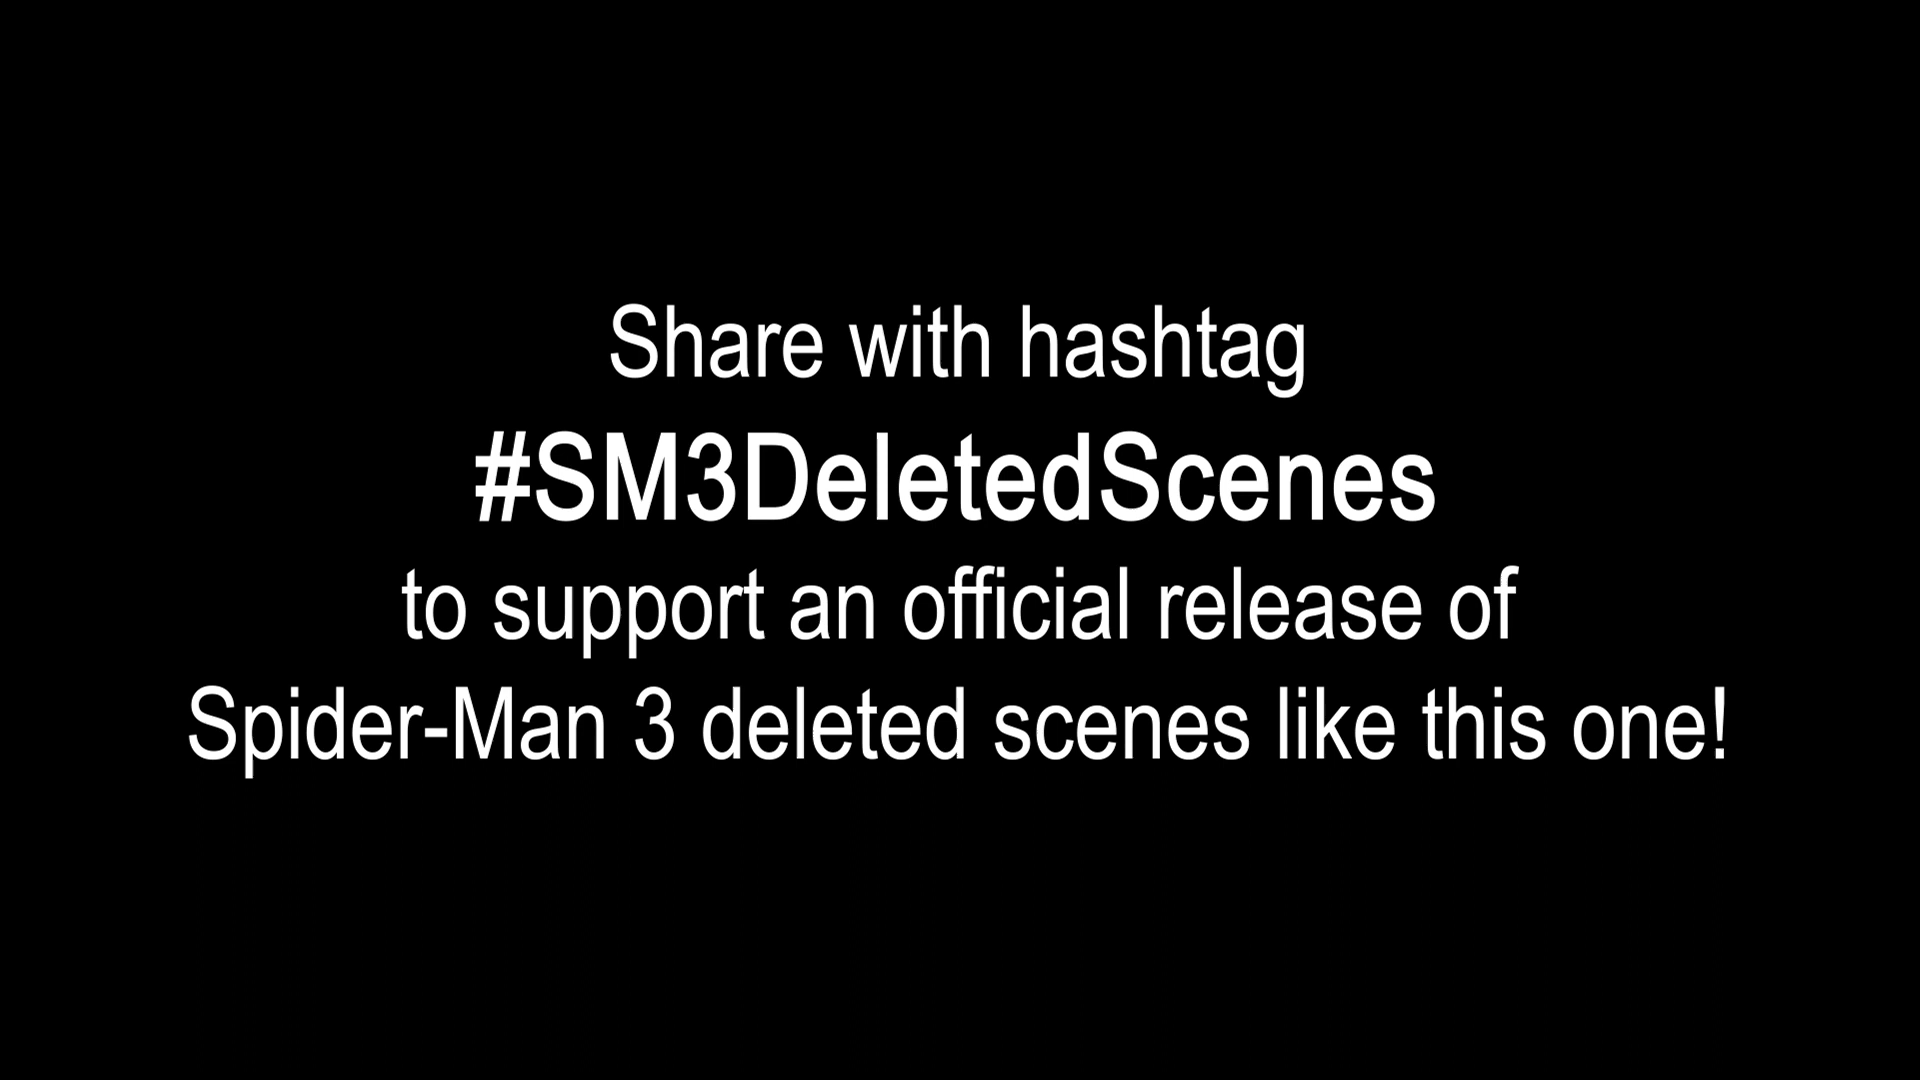 Share with hashtag
#SM3DeletedScenes
to support an official release of
Spider-Man 3 deleted scenes like this one!